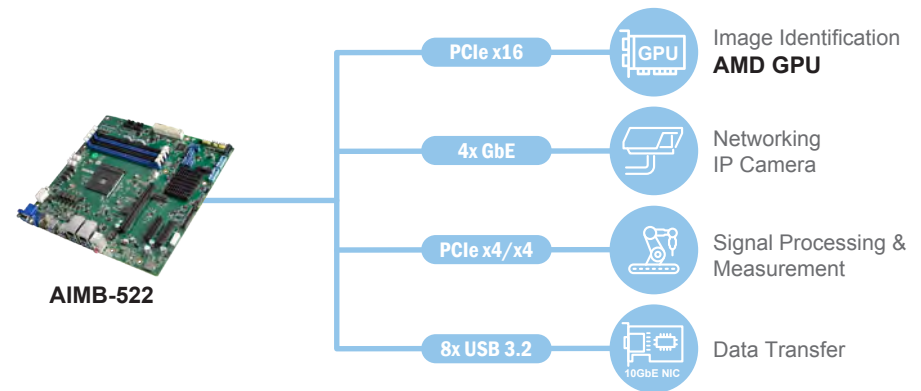 PCIe x16
GPU
Image Identification
AMD GPU
4x GbE
Networking
IP Camera
AIMB-522
PCIe x4/x4
Signal Processing &
Measurement
8x USB 3.2
10GbE NIC
Data Transfer